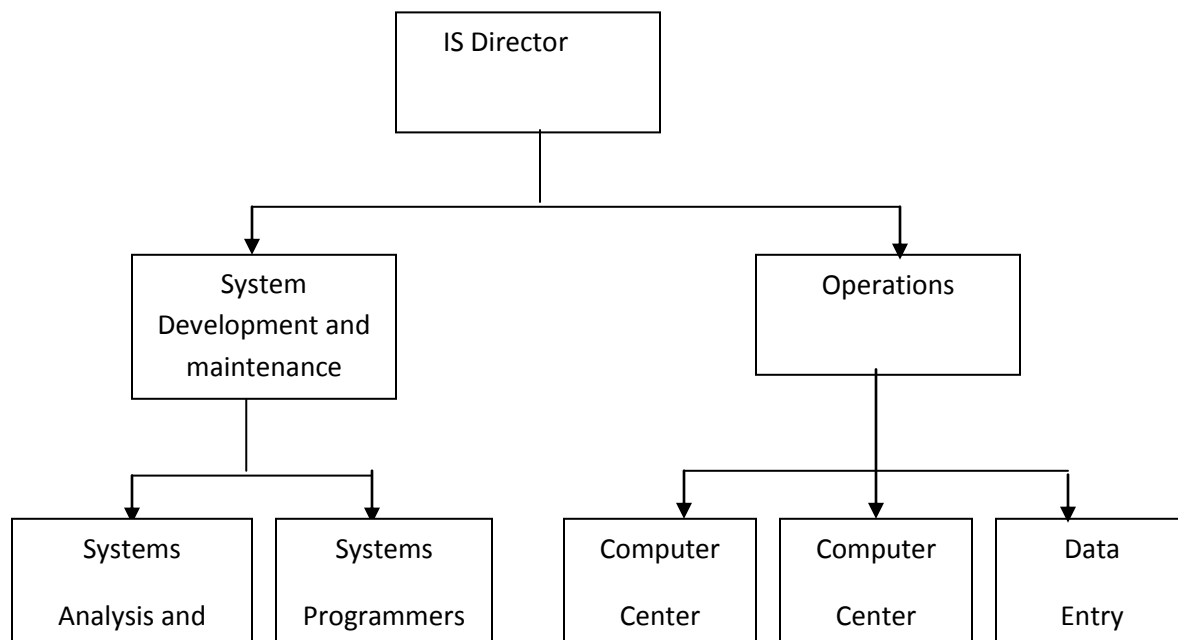 IS Director
System
Development and
maintenance
Operations
Systems
Analysis and
Systems
Programmers
Computer
Center
Computer
Center
Data
Entry